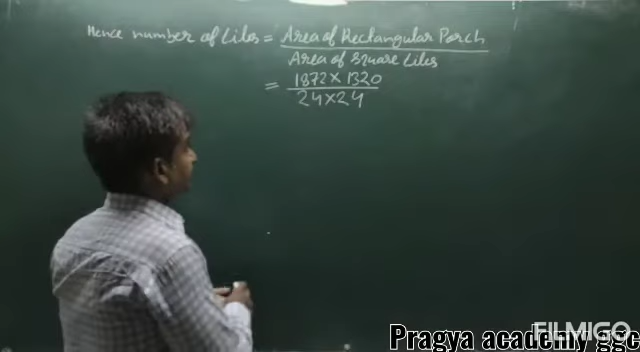 Hence number of tiles = Area of Rectangular Porch
Area of square tiles
= 1872 × 1320
24 × 24
Pragya academy ggc
FILMIGO